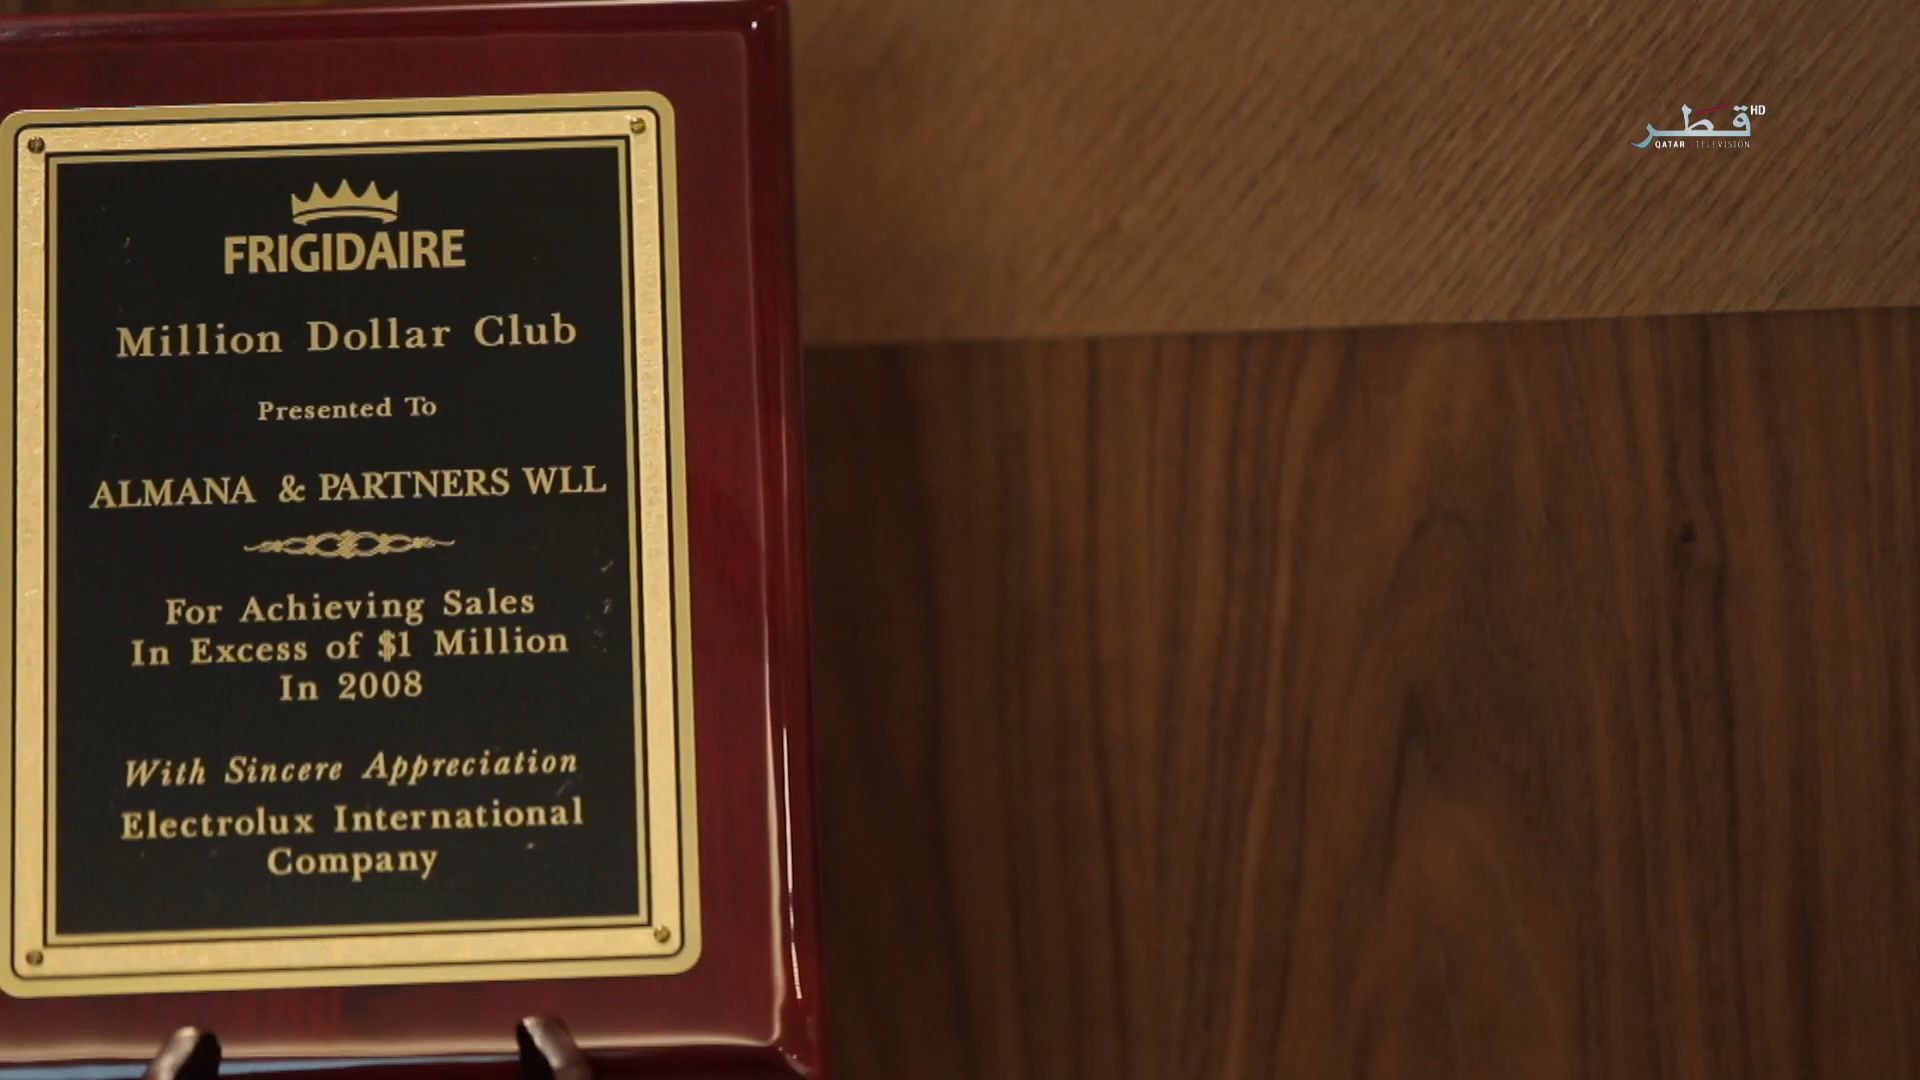 FRIGIDAIRE
Million Dollar Club
Presented To
ALMANA & PARTNERS WLL
For Achieving Sales
In Excess of $1 Million
In 2008
With Sincere Appreciation
Electrolux International
Company
قطر HD
QATAR TELEVISION